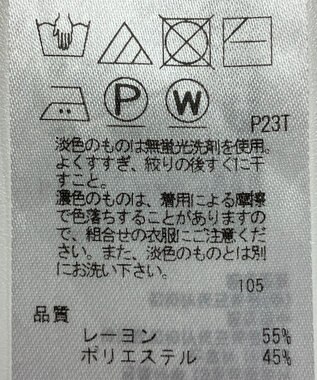 P W
P23T
淡色のものは無蛍光洗剤を使用。
よくすすぎ、絞りの後すぐに干
すこと。
濃色のものは、着用による摩擦
で色落ちすることがありますの
で、組合せの衣服にご注意くだ
さい。また、淡色のものとは別
にお洗い下さい。
105
品質
レーヨン 55%
ポリエステル 45%